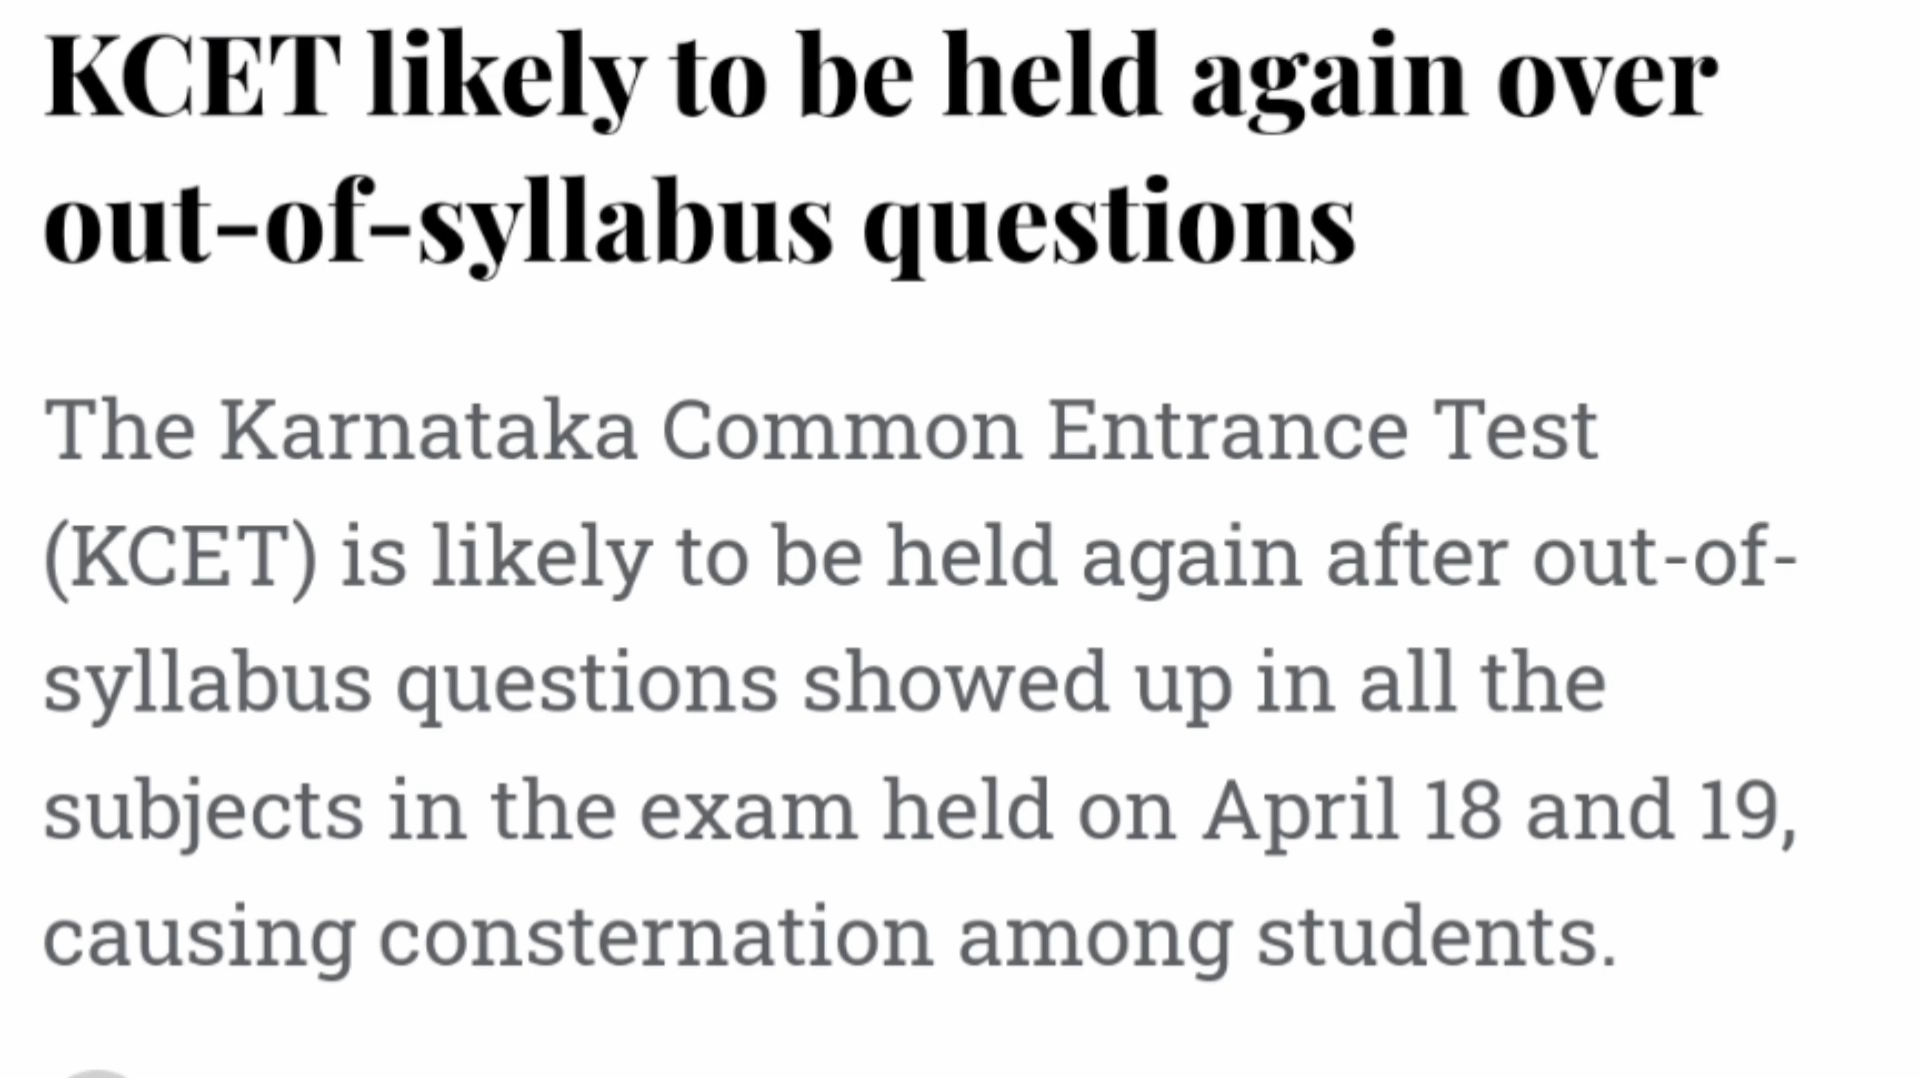 KCET likely to be held again over
out-of-syllabus questions
The Karnataka Common Entrance Test
(KCET) is likely to be held again after out-of-
syllabus questions showed up in all the
subjects in the exam held on April 18 and 19,
causing consternation among students.